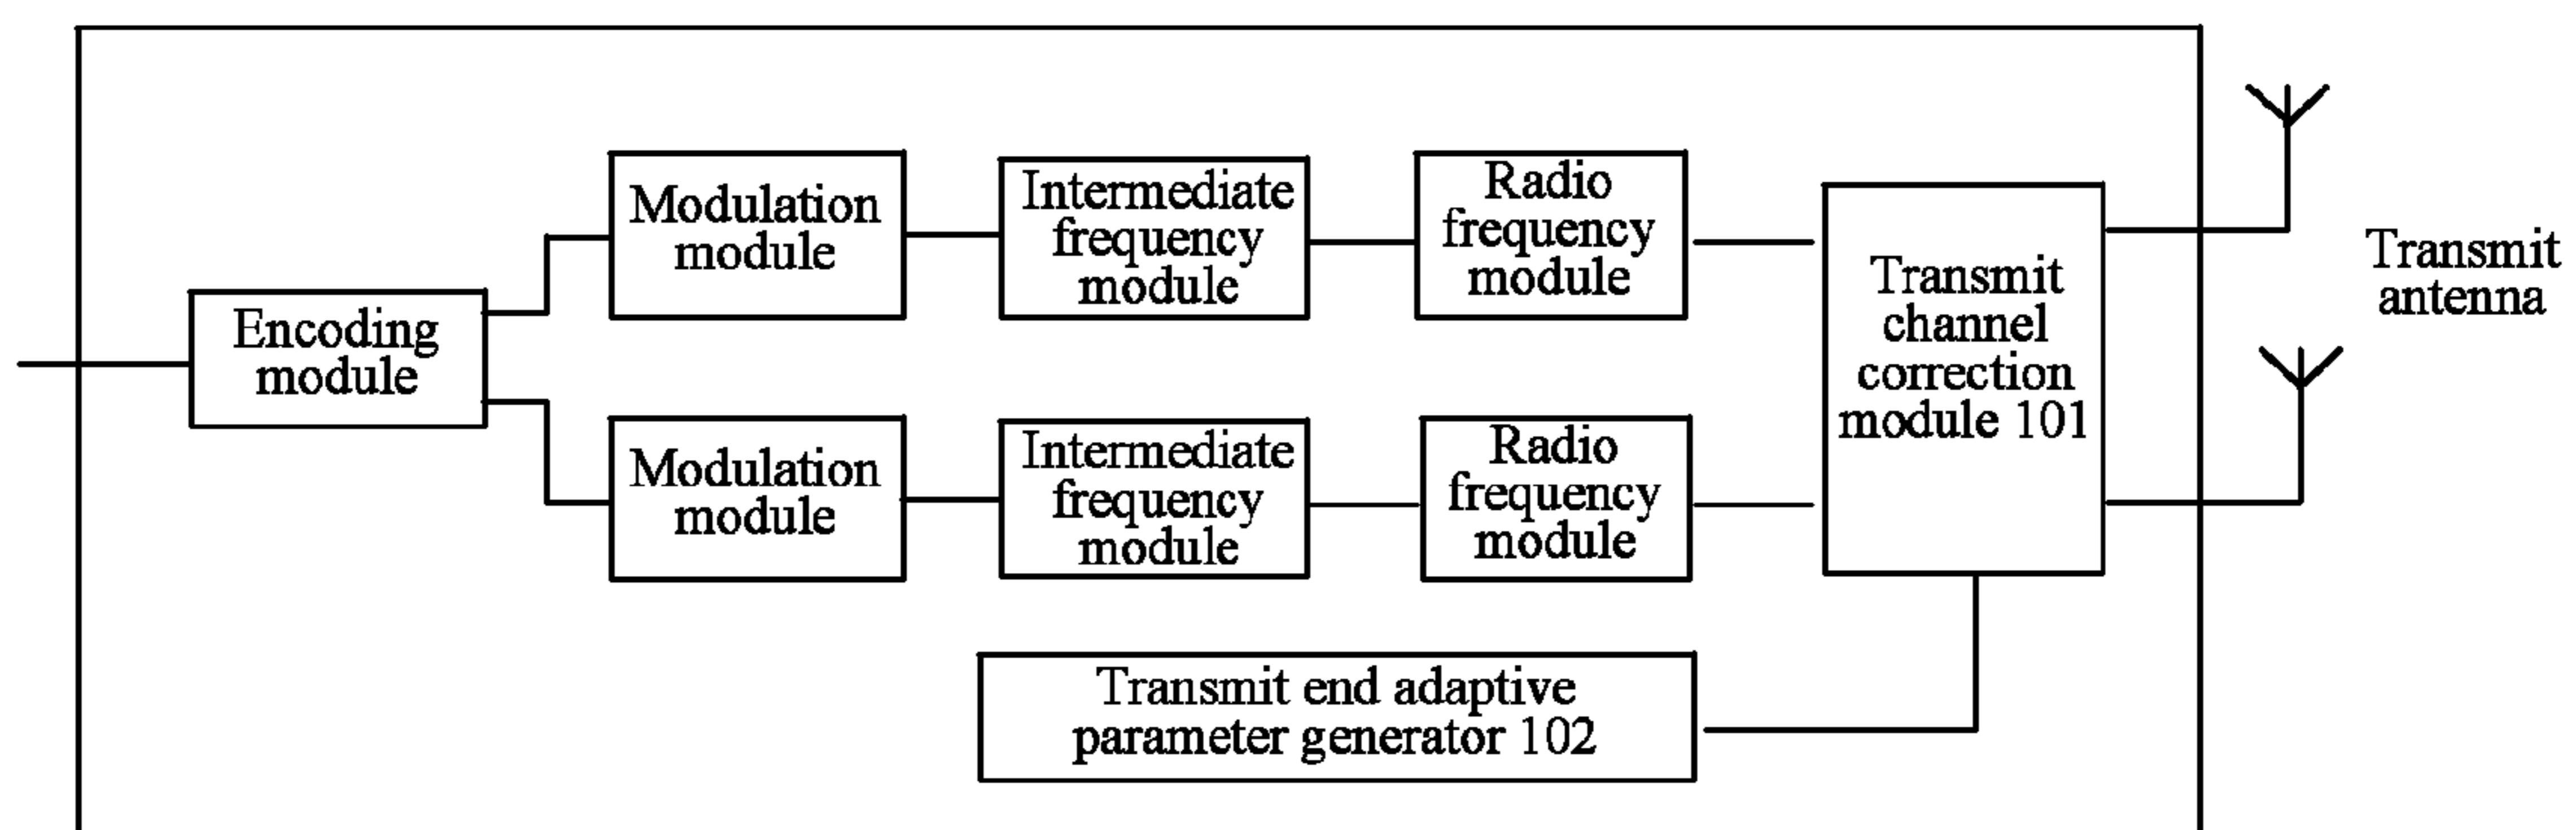 Encoding
module
Modulation
module
Intermediate
frequency
module
Radio
frequency
module
Modulation
module
Intermediate
frequency
module
Radio
frequency
module
Transmit
channel
correction
module 101
Transmit
antenna
Transmit end adaptive
parameter generator 102